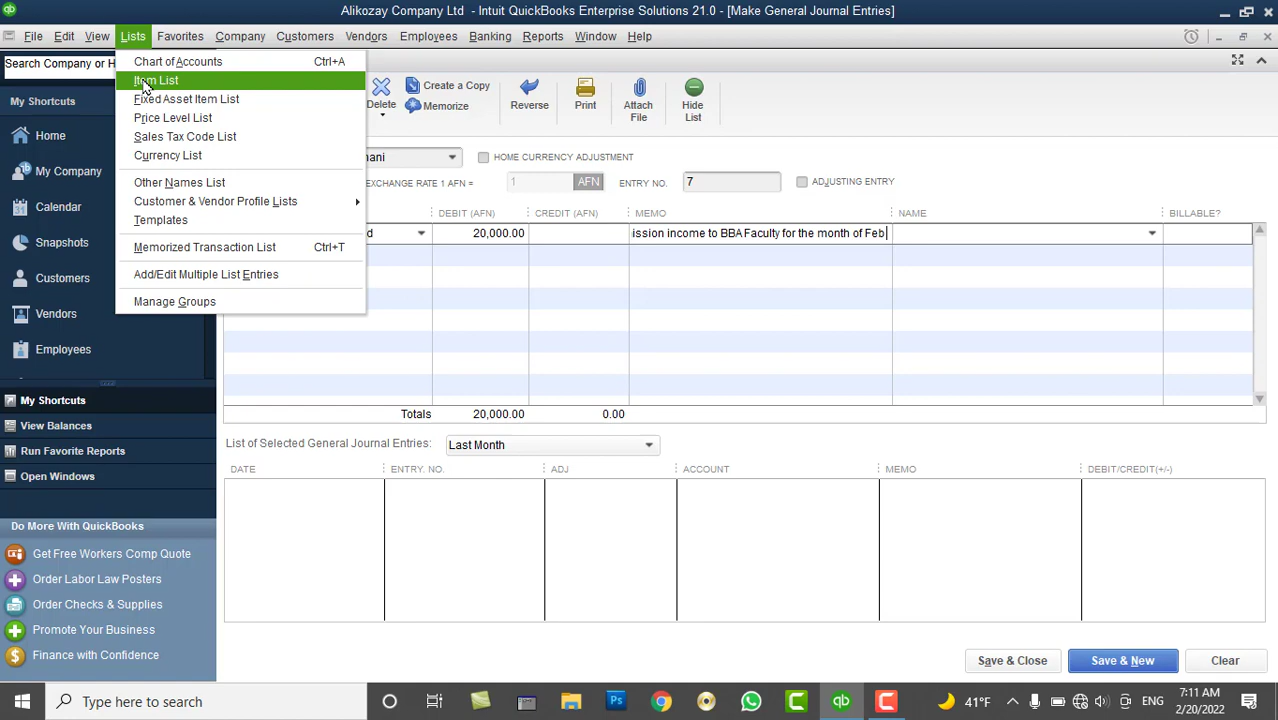 Alikozay Company Ltd - Intuit QuickBooks Enterprise Solutions 21.0 - [Make General Journal Entries]
File Edit View Lists Favorites Company Customers Vendors Employees Banking Reports Window Help
Search Company or H
My Shortcuts
Home
My Company
Calendar
Snapshots
Customers
Vendors
Employees
My Shortcuts
View Balances
Run Favorite Reports
Open Windows
Do More With QuickBooks
Get Free Workers Comp Quote
Order Labor Law Posters
Order Checks & Supplies
Promote Your Business
Finance with Confidence
Chart of Accounts Ctrl+A
Item List
Fixed Asset Item List
Price Level List
Sales Tax Code List
Currency List
Other Names List
Customer & Vendor Profile Lists
Templates
Memorized Transaction List Ctrl+T
Add/Edit Multiple List Entries
Manage Groups
Delete
Create a Copy
Memorize
Reverse
Print
Attach File
Hide List
ani HOME CURRENCY ADJUSTMENT
EXCHANGE RATE 1 AFN = 1 AFN ENTRY NO. 7 ADJUSTING ENTRY
DEBIT (AFN) CREDIT (AFN) MEMO NAME BILLABLE?
d 20,000.00 ission income to BBA Faculty for the month of Feb
Totals 20,000.00 0.00
List of Selected General Journal Entries: Last Month
DATE ENTRY. NO. ADJ ACCOUNT MEMO DEBIT/CREDIT(+/-)
Save & Close Save & New Clear
Type here to search
41°F ENG 7:11 AM
2/20/2022